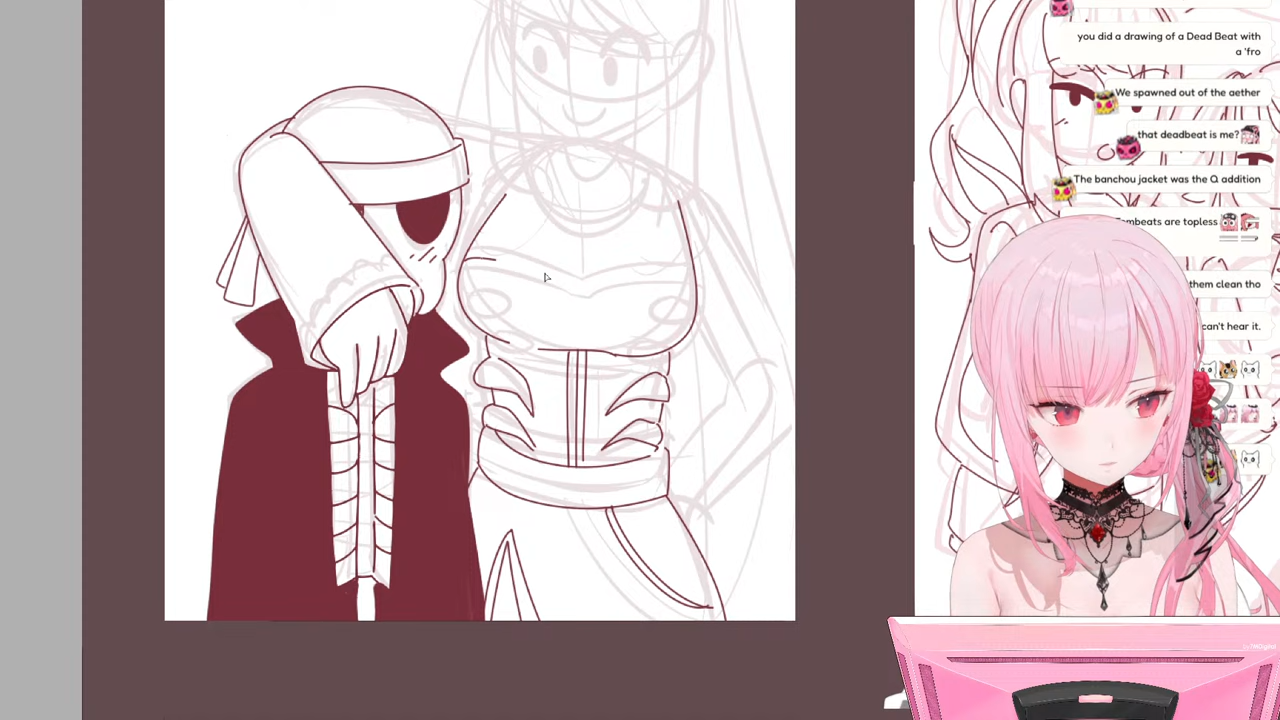 you did a drawing of a Dead Beat with
a 'fro
We spawned out of the aether
that deadbeat is me?
The banchou jacket was the Q addition
are topless
them clean tho
can't hear it.